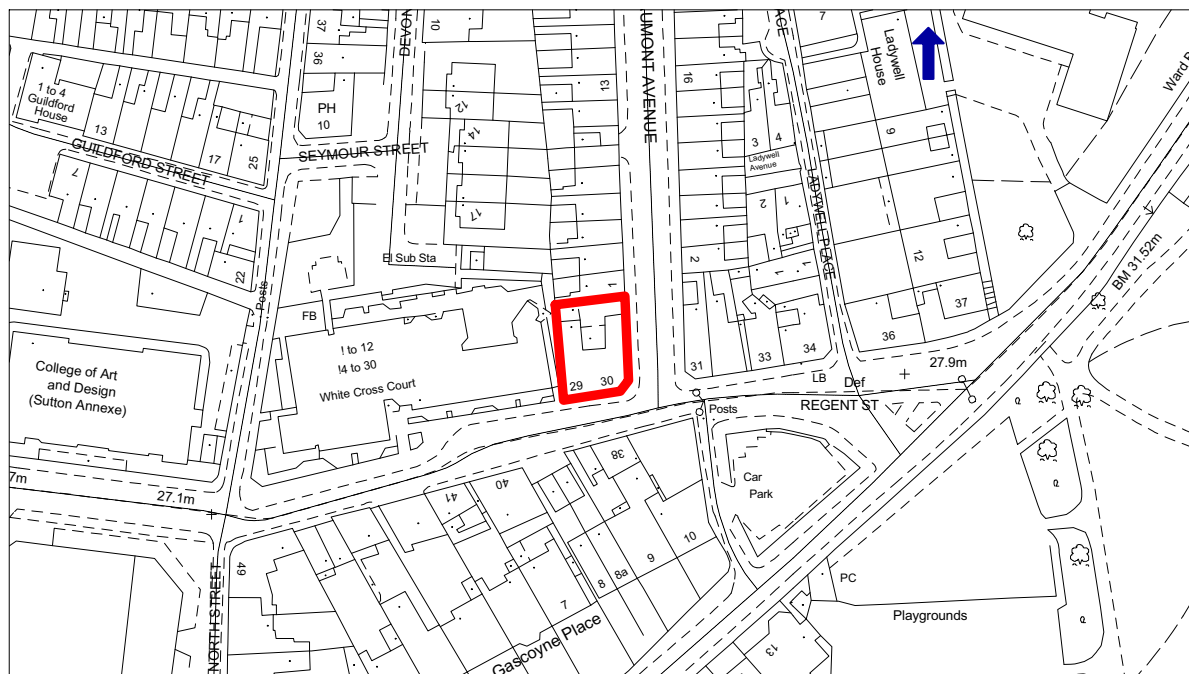 37
36
PH
10
DEVON
10
13
UMONT AVENUE
16
ACE
7
Ladywell
House
Ward R
1 to 4
Guildford
House
13
17
25
GUILDFORD STREET
7
1
22
SEYMOUR STREET
12
14
17
3
4
Ladywell
Avenue
2
1
LADYWELL PLACE
9
12
37
BM 31.52m
El Sub Sta
Posts
FB
2
1
1
1
! to 12
!4 to 30
White Cross Court
29
30
31
33
34
36
27.9m
LB
Def
REGENT ST
Posts
College of Art
and Design
(Sutton Annexe)
7m
27.1m
41
40
38
Car
Park
49
NORTH STREET
7
8
8a
9
10
Gascoyne Place
13
PC
Playgrounds